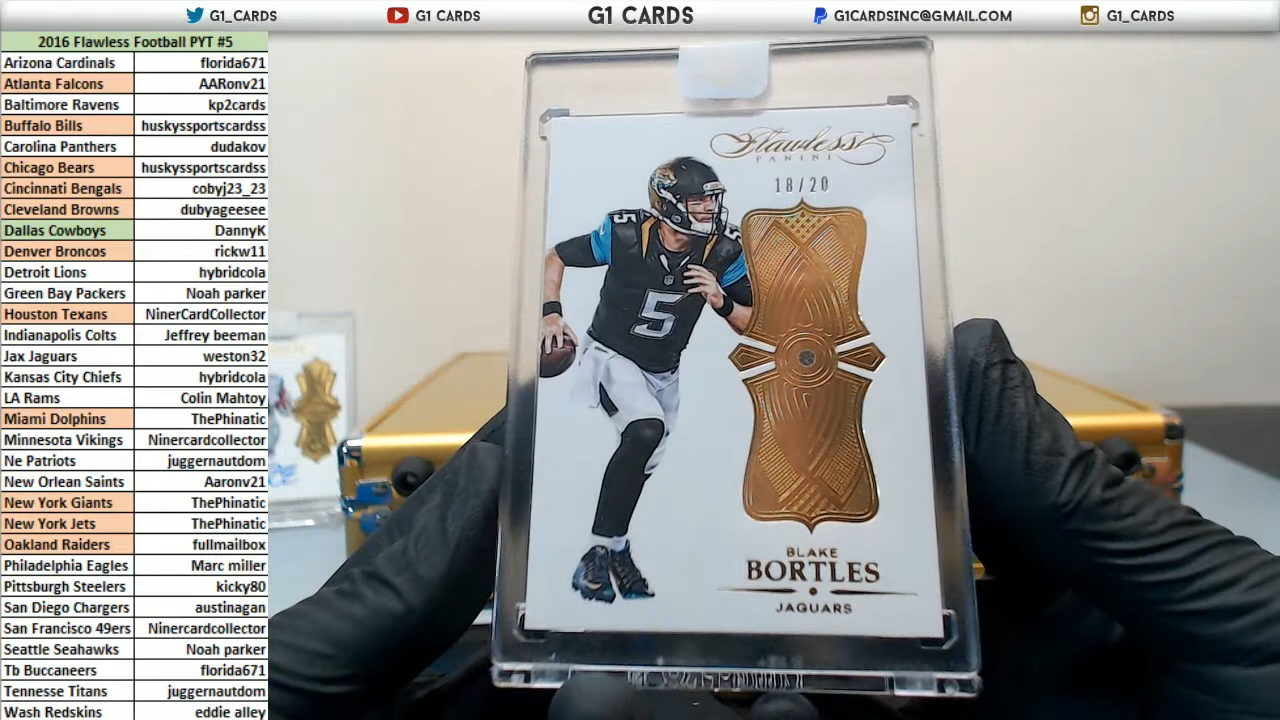 G1_CARDS G1 CARDS G1 CARDS G1CARDSINC@GMAIL.COM G1_CARDS
2016 Flawless Football PYT #5
Arizona Cardinals florida671
Atlanta Falcons AARonv21
Baltimore Ravens kp2cards
Buffalo Bills huskyssportscardss
Carolina Panthers dudakov
Chicago Bears huskyssportscardss
Cincinnati Bengals cobyj23_23
Cleveland Browns dubyageesee
Dallas Cowboys DannyK
Denver Broncos rickw11
Detroit Lions hybridcola
Green Bay Packers Noah parker
Houston Texans NinerCardCollector
Indianapolis Colts Jeffrey beeman
Jax Jaguars weston32
Kansas City Chiefs hybridcola
LA Rams Colin Mahtoy
Miami Dolphins ThePhinatic
Minnesota Vikings Ninercardcollector
Ne Patriots juggernautdom
New Orlean Saints Aaronv21
New York Giants ThePhinatic
New York Jets ThePhinatic
Oakland Raiders fullmailbox
Philadelphia Eagles Marc miller
Pittsburgh Steelers kicky80
San Diego Chargers austinagan
San Francisco 49ers Ninercardcollector
Seattle Seahawks Noah parker
Tb Buccaneers florida671
Tennesse Titans juggernautdom
Wash Redskins eddie alley
Flawless
PANINI
18/20
5
5
5
BLAKE
BORTLES
JAGUARS